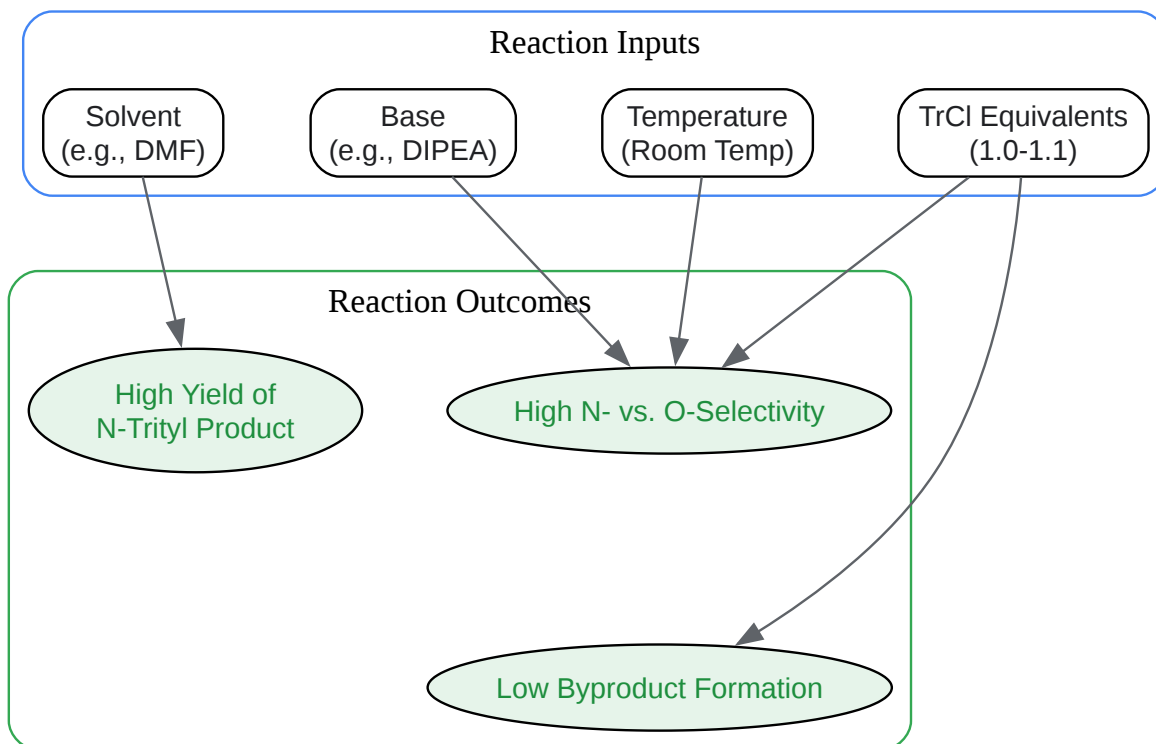 Reaction Inputs
Solvent
(e.g., DMF)
Base
(e.g., DIPEA)
Temperature
(Room Temp)
TrCl Equivalents
(1.0-1.1)
Reaction Outcomes
High Yield of
N-Trityl Product
High N- vs. O-Selectivity
Low Byproduct Formation